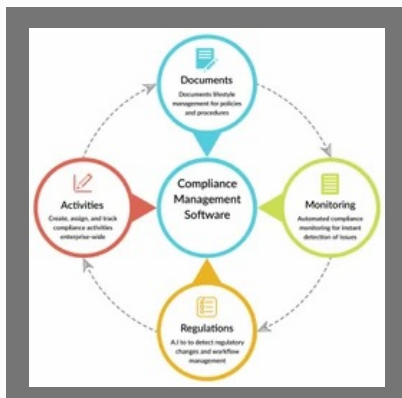 Documents
Documents lifestyle
management for policies
and procedures
Compliance
Management
Software
Activities
Create, assign, and track
compliance activities
enterprise-wide
Monitoring
Automated compliance
monitoring for instant
detection of issues
Regulations
A.I to to detect regulatory
changes and workflow
management